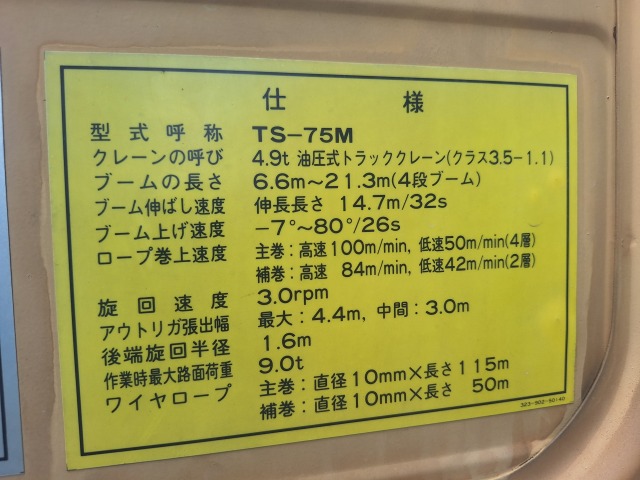 仕様
型式呼称 TS-75M
クレーンの呼び 4.9t 油圧式トラッククレーン(クラス3.5-1.1)
ブームの長さ 6.6m～21.3m(4段ブーム)
ブーム伸ばし速度 伸長長さ 14.7m/32s
ブーム上げ速度 -7°～80°/26s
ロープ巻上速度 主巻：高速100m/min, 低速50m/min(4層)
補巻：高速 84m/min, 低速42m/min(2層)
旋回速度 3.0rpm
アウトリガ張出幅 最大：4.4m, 中間：3.0m
後端旋回半径 1.6m
作業時最大路面荷重 9.0t
ワイヤロープ 主巻：直径10mm×長さ 115m
補巻：直径10mm×長さ 50m
323-502-50140